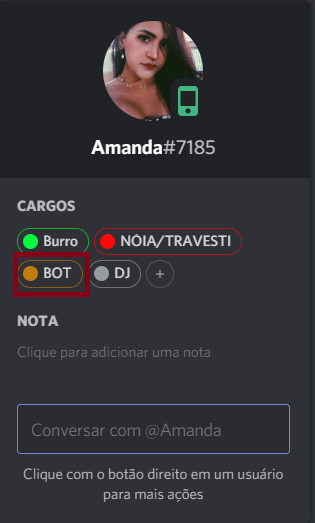 Amanda#7185
CARGOS
Burro NÓIA/TRAVESTI
BOT DJ +
NOTA
Clique para adicionar uma nota
Conversar com @Amanda
Clique com o botão direito em um usuário
para mais ações